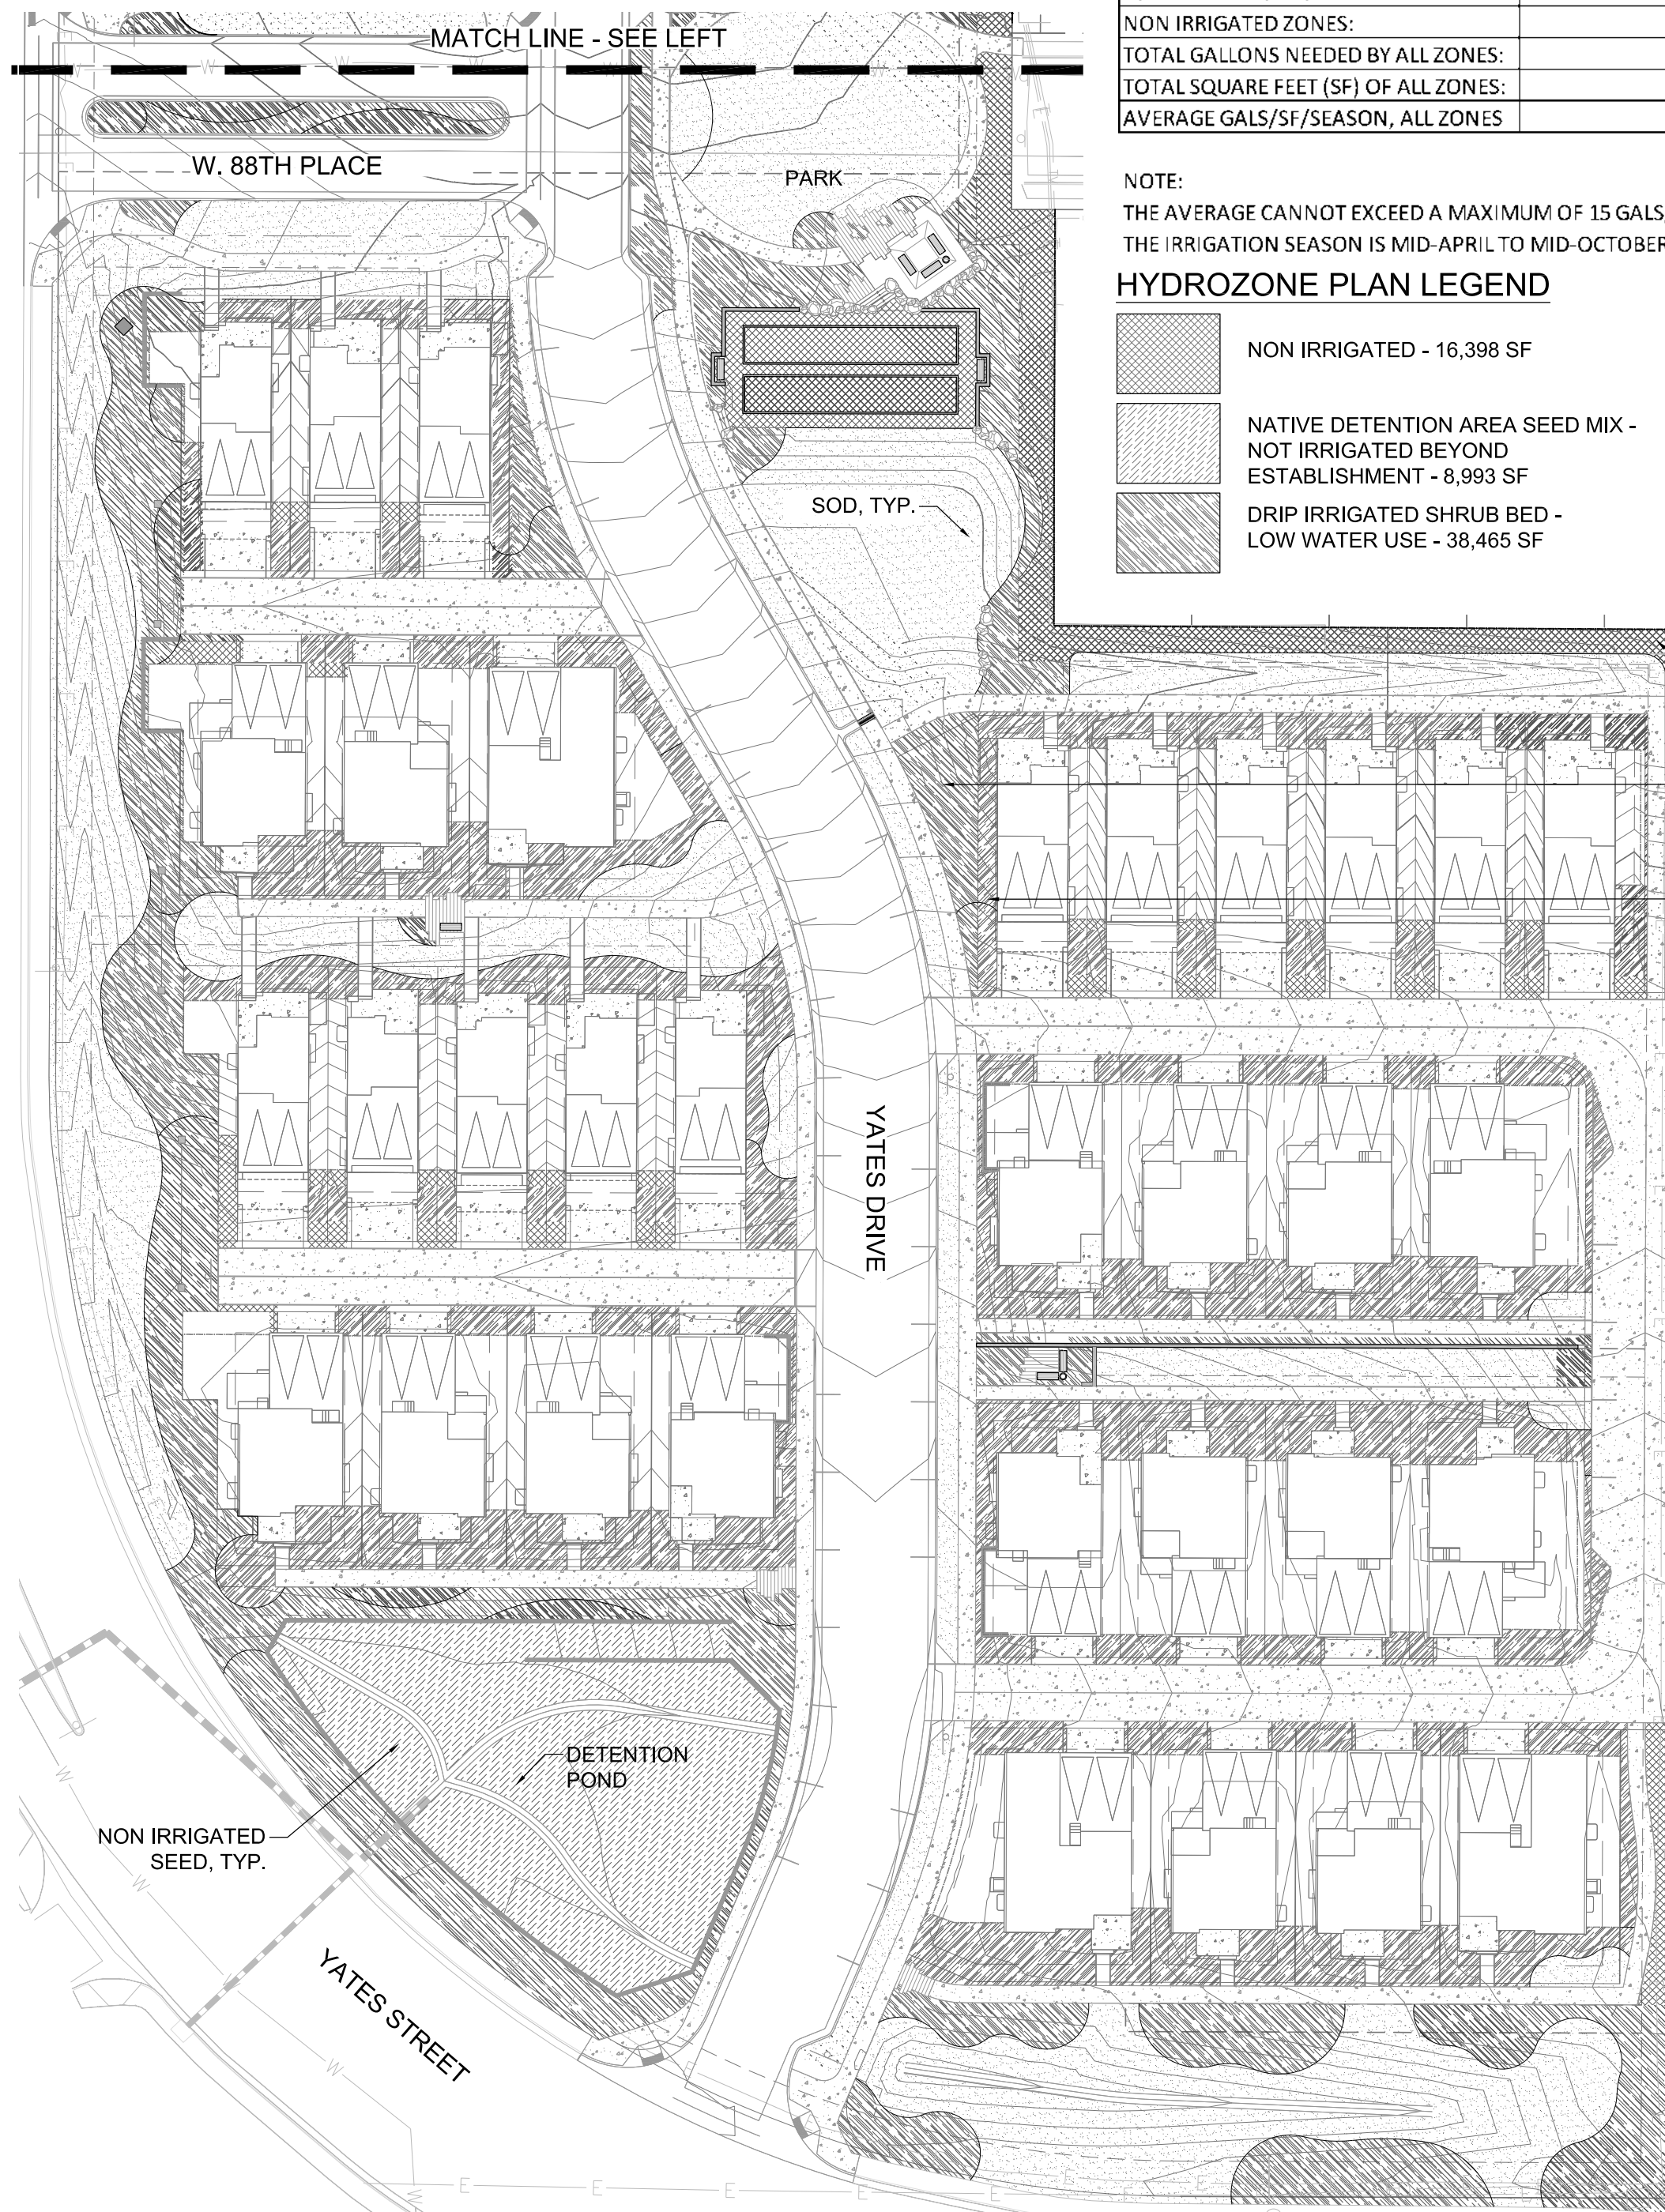 MATCH LINE - SEE LEFT
W. 88TH PLACE
PARK
NON IRRIGATED ZONES:
TOTAL GALLONS NEEDED BY ALL ZONES:
TOTAL SQUARE FEET (SF) OF ALL ZONES:
AVERAGE GALS/SF/SEASON, ALL ZONES
NOTE:
THE AVERAGE CANNOT EXCEED A MAXIMUM OF 15 GALS
THE IRRIGATION SEASON IS MID-APRIL TO MID-OCTOBER
HYDROZONE PLAN LEGEND
NON IRRIGATED - 16,398 SF
NATIVE DETENTION AREA SEED MIX -
NOT IRRIGATED BEYOND
ESTABLISHMENT - 8,993 SF
DRIP IRRIGATED SHRUB BED -
LOW WATER USE - 38,465 SF
SOD, TYP.
YATES DRIVE
DETENTION
POND
NON IRRIGATED
SEED, TYP.
YATES STREET
W
W
W
W
W
E
E
E
E